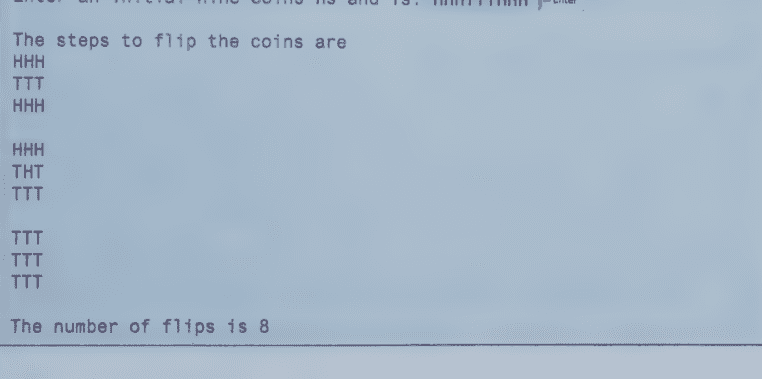 The steps to flip the coins are
HHH
TTT
HHH
HHH
THT
TTT
TTT
TTT
TTT
The number of flips is 8